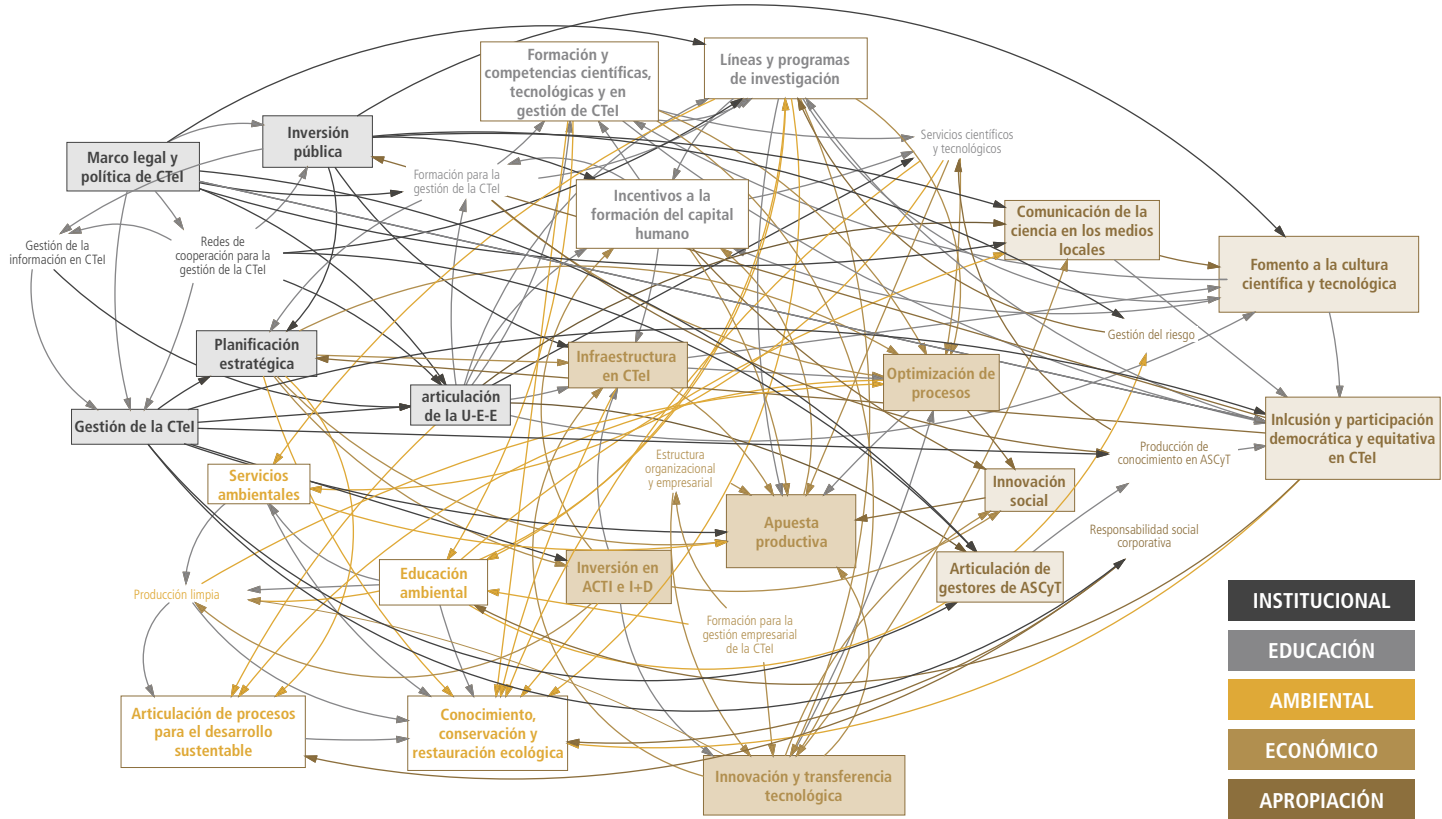 Formación y
competencias científicas,
tecnológicas y en
gestión de CTeI
Líneas y programas
de investigación
Inversión
pública
Marco legal y
política de CTeI
Servicios científicos
y tecnológicos
Formación para la
gestión de la CTeI
Incentivos a la
formación del capital
humano
Comunicación de la
ciencia en los medios
locales
Gestión de la
información en CTeI
Redes de
cooperación para la
gestión de la CTeI
Fomento a la cultura
científica y tecnológica
Planificación
estratégica
Infraestructura
en CTeI
Gestión del riesgo
Optimización de
procesos
articulación
de la U-E-E
Gestión de la CTeI
Inlcusión y participación
democrática y equitativa
en CTeI
Servicios
ambientales
Estructura
organizacional
y empresarial
Producción de
conocimiento en ASCyT
Innovación
social
Apuesta
productiva
Responsabilidad social
corporativa
Educación
ambiental
Inversión en
ACTI e I+D
Articulación de
gestores de ASCyT
Producción limpia
Formación para la
gestión empresarial
de la CTeI
Articulación de procesos
para el desarrollo
sustentable
Conocimiento,
conservación y
restauración ecológica
Innovación y transferencia
tecnológica
INSTITUCIONAL
EDUCACIÓN
AMBIENTAL
ECONÓMICO
APROPIACIÓN